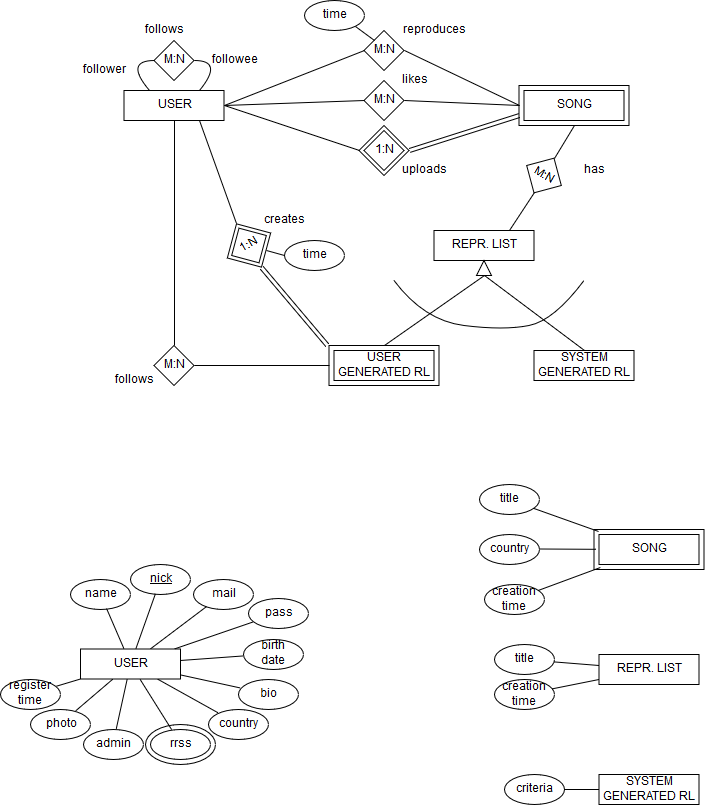 time
follows
reproduces
M:N
M:N
follower
followee
likes
USER
M:N
SONG
1:N
uploads
M:N
has
creates
1:N
time
REPR. LIST
M:N
follows
USER
GENERATED RL
SYSTEM
GENERATED RL
title
country
SONG
creation
time
nick
name
mail
pass
birth
date
USER
register
time
bio
photo
country
admin
rrss
title
REPR. LIST
creation
time
criteria
SYSTEM
GENERATED RL